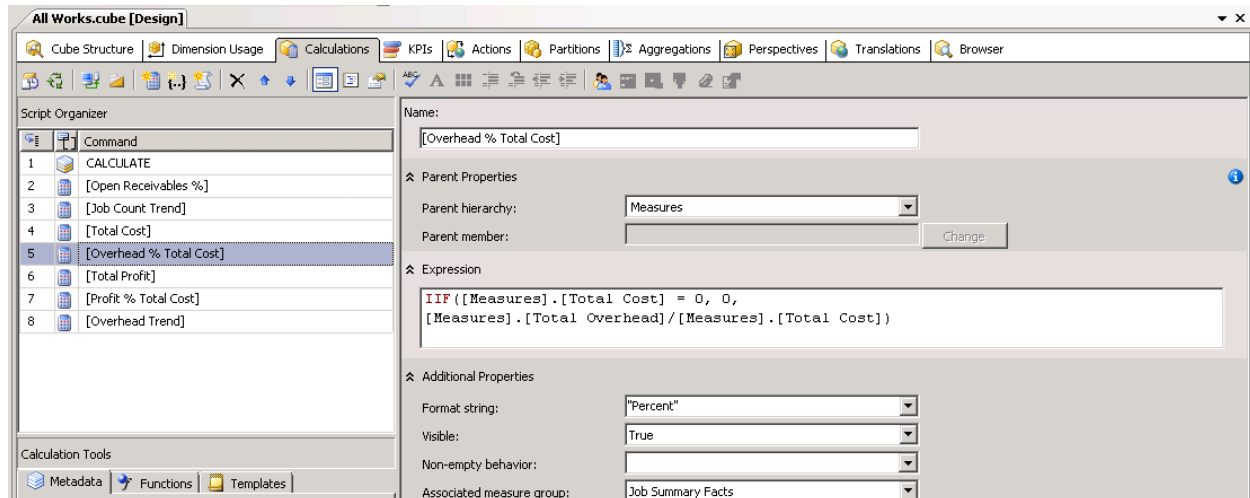 All Works.cube [Design]
Cube Structure Dimension Usage Calculations KPIs Actions Partitions Aggregations Perspectives Translations Browser
Script Organizer
Command
1 CALCULATE
2 [Open Receivables %]
3 [Job Count Trend]
4 [Total Cost]
5 [Overhead % Total Cost]
6 [Total Profit]
7 [Profit % Total Cost]
8 [Overhead Trend]
Calculation Tools
Metadata Functions Templates
Name:
[Overhead % Total Cost]
Parent Properties
Parent hierarchy: Measures
Parent member: Change
Expression
IIF([Measures].[Total Cost] = 0, 0,
[Measures].[Total Overhead]/[Measures].[Total Cost])
Additional Properties
Format string: "Percent"
Visible: True
Non-empty behavior:
Associated measure group: Job Summary Facts